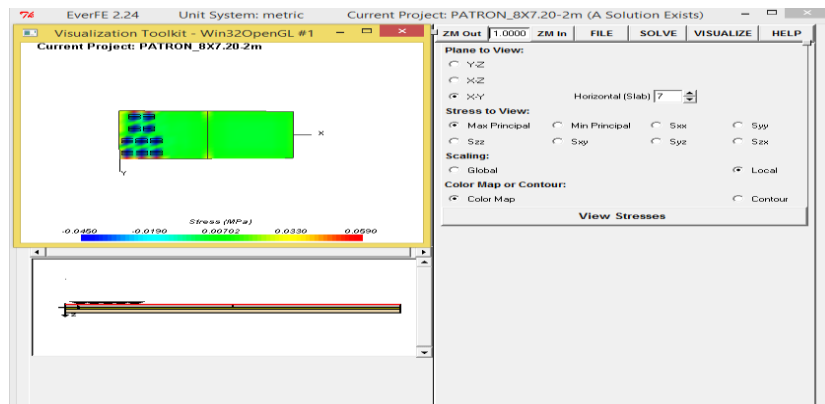 7% EverFE 2.24 Unit System: metric Current Project: PATRON_8X7.20-2m (A Solution Exists)
Visualization Toolkit - Win32OpenGL #1
Current Project: PATRON_8X7.20-2m
X
Y
Stress (MPa)
-0.0450 -0.0190 0.00702 0.0330 0.0590
Z
ZM Out 1.0000 ZM In FILE SOLVE VISUALIZE HELP
Plane to View:
Y-Z
X-Z
X-Y Horizontal (Slab) 7
Stress to View:
Max Principal Min Principal Sxx Syy
Szz Sxy Syz Szx
Scaling:
Global Local
Color Map or Contour:
Color Map Contour
View Stresses